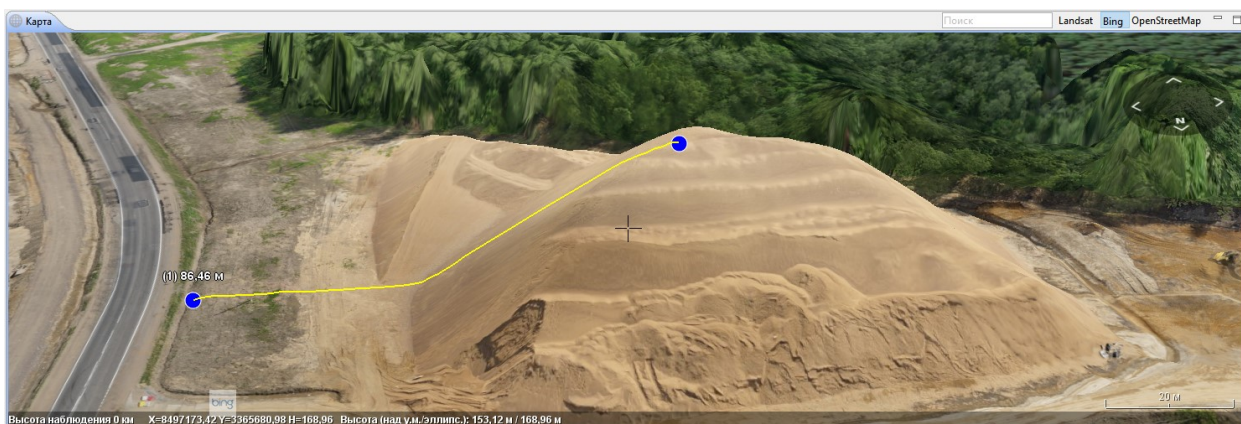 Карта
Поиск
Landsat Bing OpenStreetMap
N
(1) 86,46 м
bing
20 м
Высота наблюдения 0 км X=8497173,42 Y=3365680,98 H=168,96 Высота (над у.м./эллипс.): 153,12 м / 168,96 м